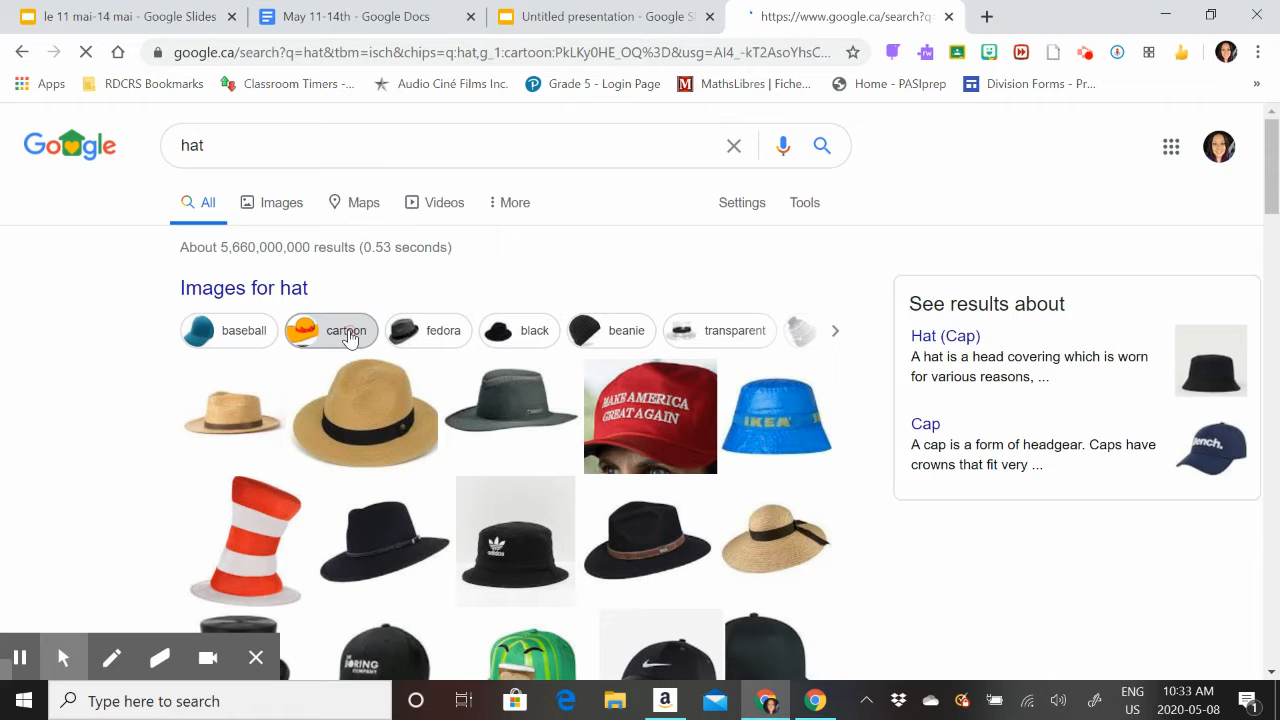 le 11 mai-14 mai - Google Slides
May 11-14th - Google Docs
Untitled presentation - Google S
https://www.google.ca/search?q=
google.ca/search?q=hat&tbm=isch&chips=q:hat,g_1:cartoon:PkLKy0HE_OQ%3D&usg=AI4_-kT2AsoYhsC...
Apps
RDCRS Bookmarks
Classroom Timers -...
Audio Ciné Films Inc.
Grade 5 - Login Page
MathsLibres | Fiche...
Home - PASIprep
Division Forms - Pr...
»
Google
hat
All
Images
Maps
Videos
More
Settings
Tools
About 5,660,000,000 results (0.53 seconds)
Images for hat
baseball
cartoon
fedora
black
beanie
transparent
MAKE AMERICA
GREAT AGAIN
IKEA
adidas
THE
BORING
COMPANY
See results about
Hat (Cap)
A hat is a head covering which is worn
for various reasons, ...
Cap
A cap is a form of headgear. Caps have
crowns that fit very ...
Bench.
Type here to search
ENG
US
10:33 AM
2020-05-08
1